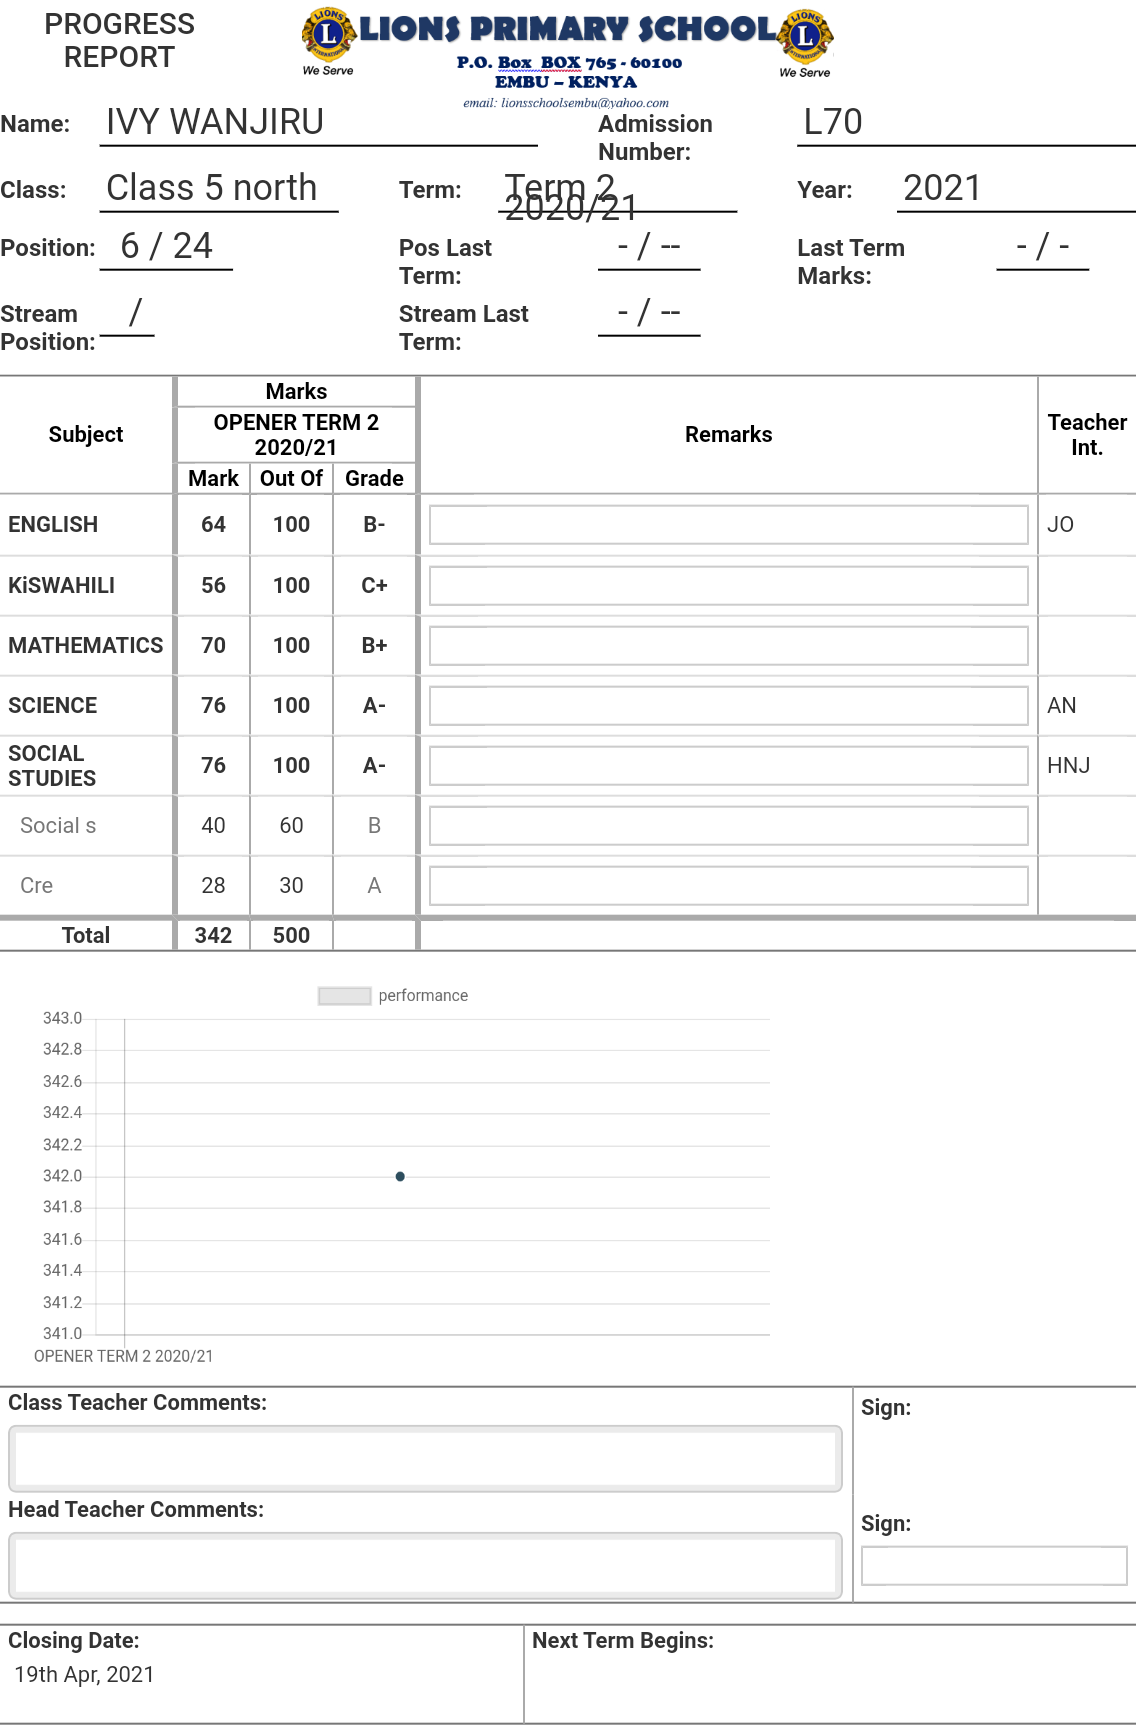 PROGRESS
REPORT
LIONS PRIMARY SCHOOL
We Serve
We Serve
P.O. Box BOX 765 - 60100
EMBU – KENYA
email: lionsschoolsembu@yahoo.com
Name: IVY WANJIRU Admission Number: L70
Class: Class 5 north Term: Term 2 2020/21 Year: 2021
Position: 6 / 24 Pos Last Term: - / -- Last Term Marks: - / -
Stream Position: / Stream Last Term: - / --
Subject Marks Remarks Teacher Int.
OPENER TERM 2 2020/21
Mark Out Of Grade
ENGLISH 64 100 B- JO
KiSWAHILI 56 100 C+
MATHEMATICS 70 100 B+
SCIENCE 76 100 A- AN
SOCIAL STUDIES 76 100 A- HNJ
Social s 40 60 B
Cre 28 30 A
Total 342 500
performance
343.0
342.8
342.6
342.4
342.2
342.0
341.8
341.6
341.4
341.2
341.0
OPENER TERM 2 2020/21
Class Teacher Comments: Sign:
Head Teacher Comments: Sign:
Closing Date: Next Term Begins:
19th Apr, 2021